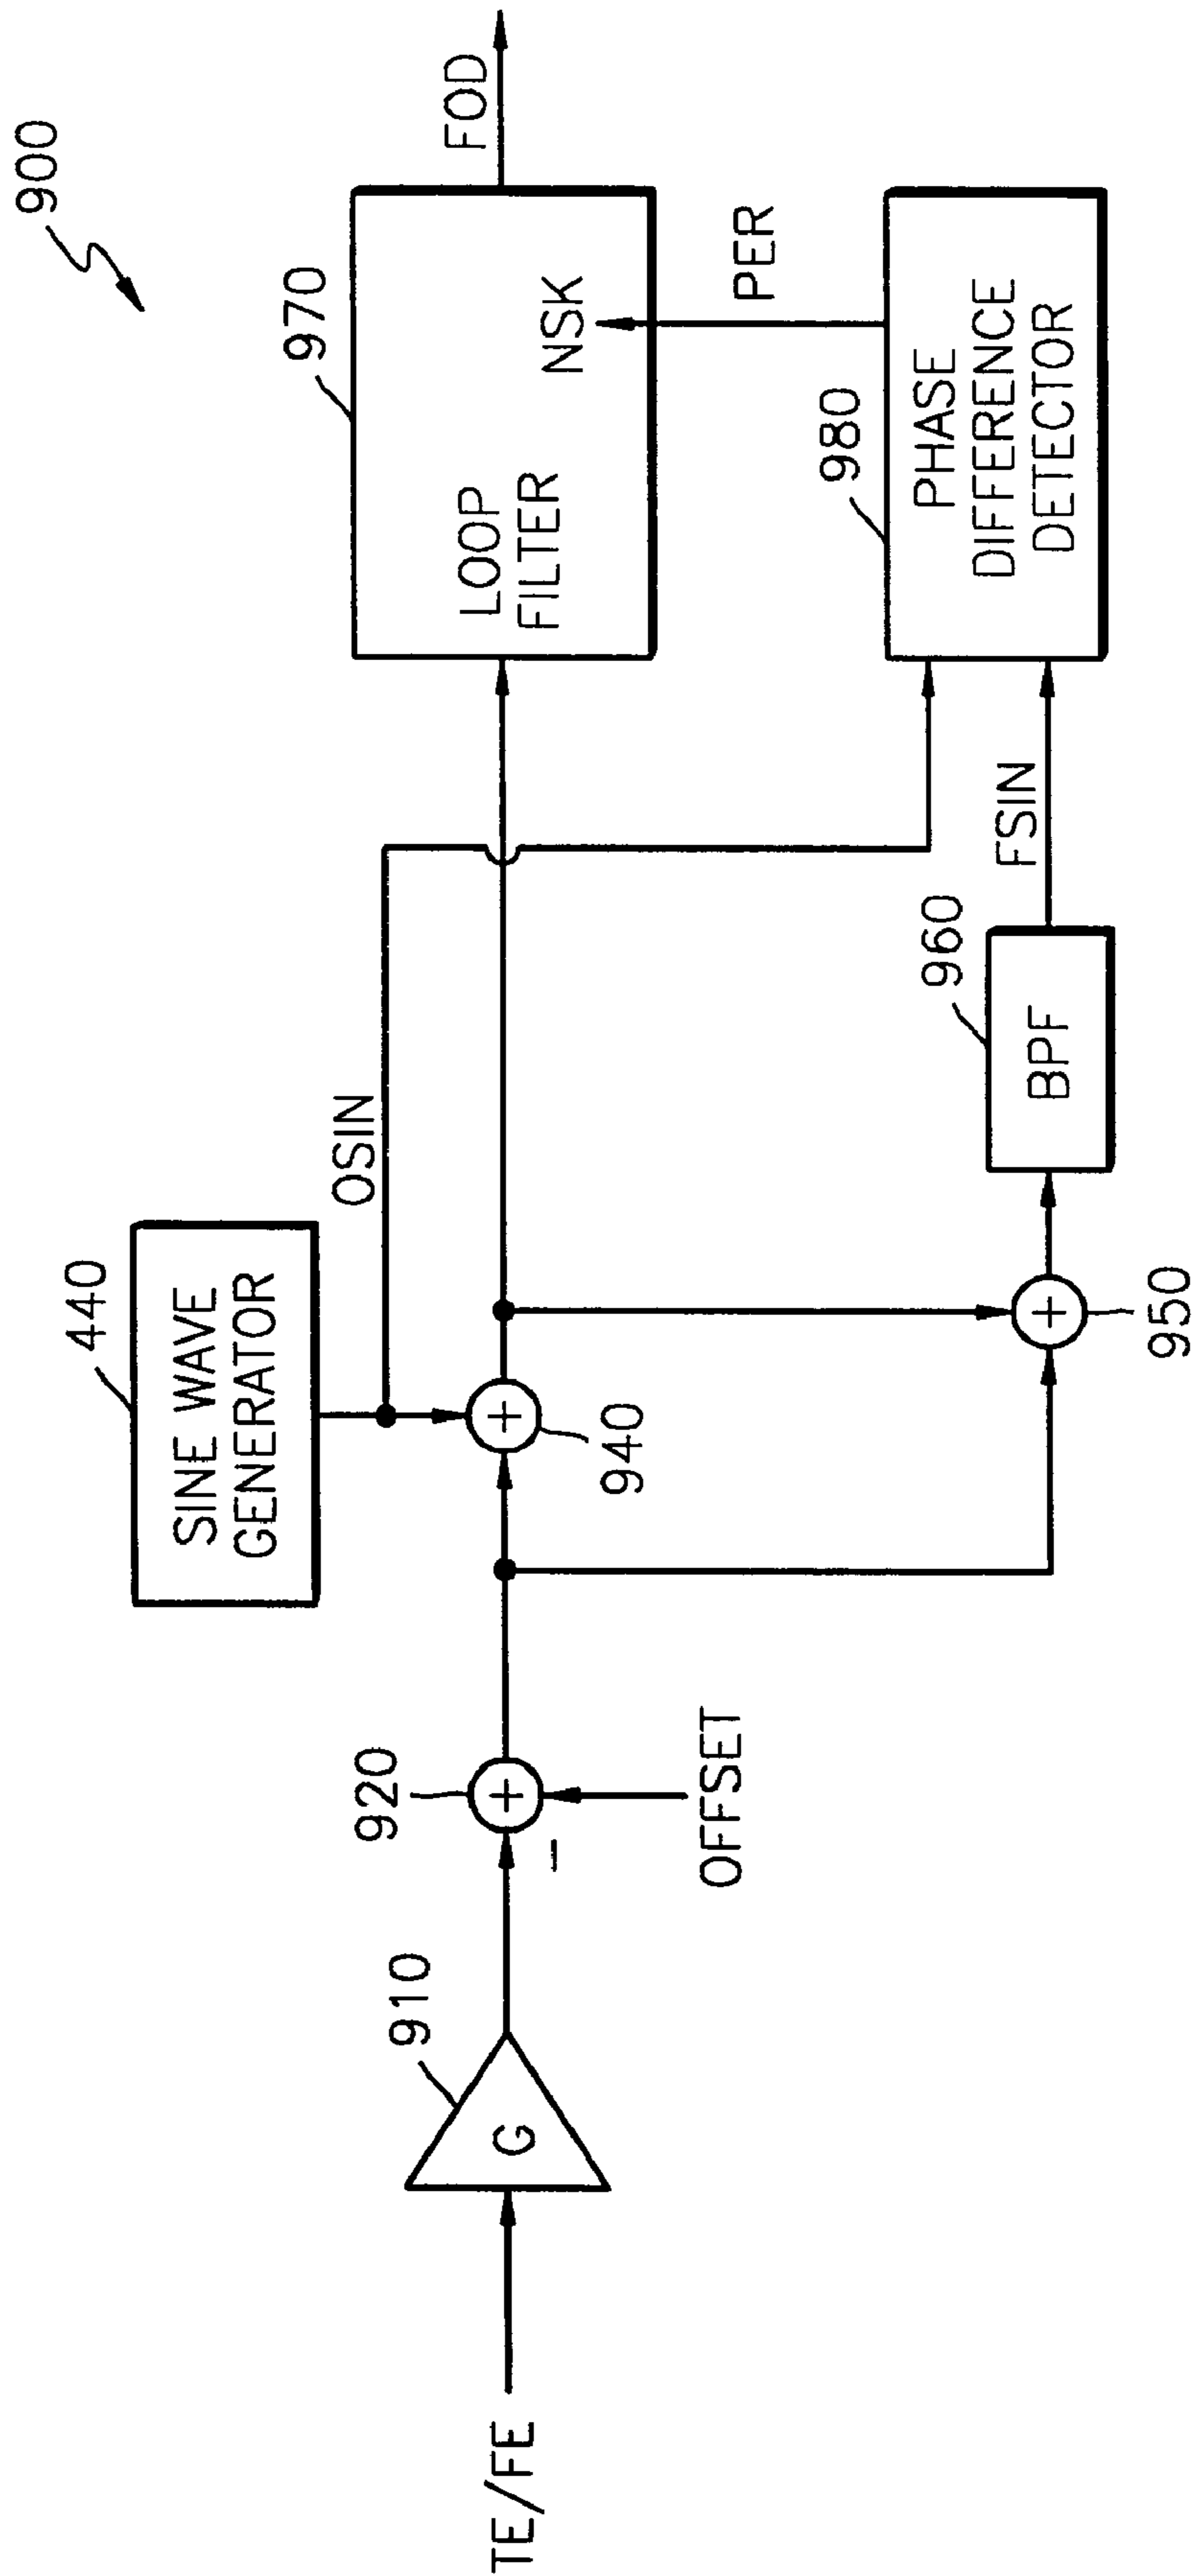 900
440
SINE WAVE
GENERATOR
OSIN
970
LOOP
FILTER
NSK
FOD
TE/FE
910
G
920
+
−
OFFSET
+
940
PER
980
PHASE
DIFFERENCE
DETECTOR
+
950
960
BPF
FSIN